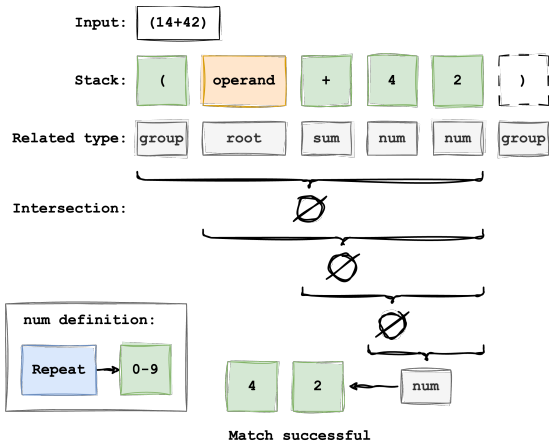 Input: (14+42)
Stack: ( operand + 4 2 )
Related type: group root sum num num group
Intersection:
Ø
Ø
Ø
num definition:
Repeat 0-9
4 2 num
Match successful